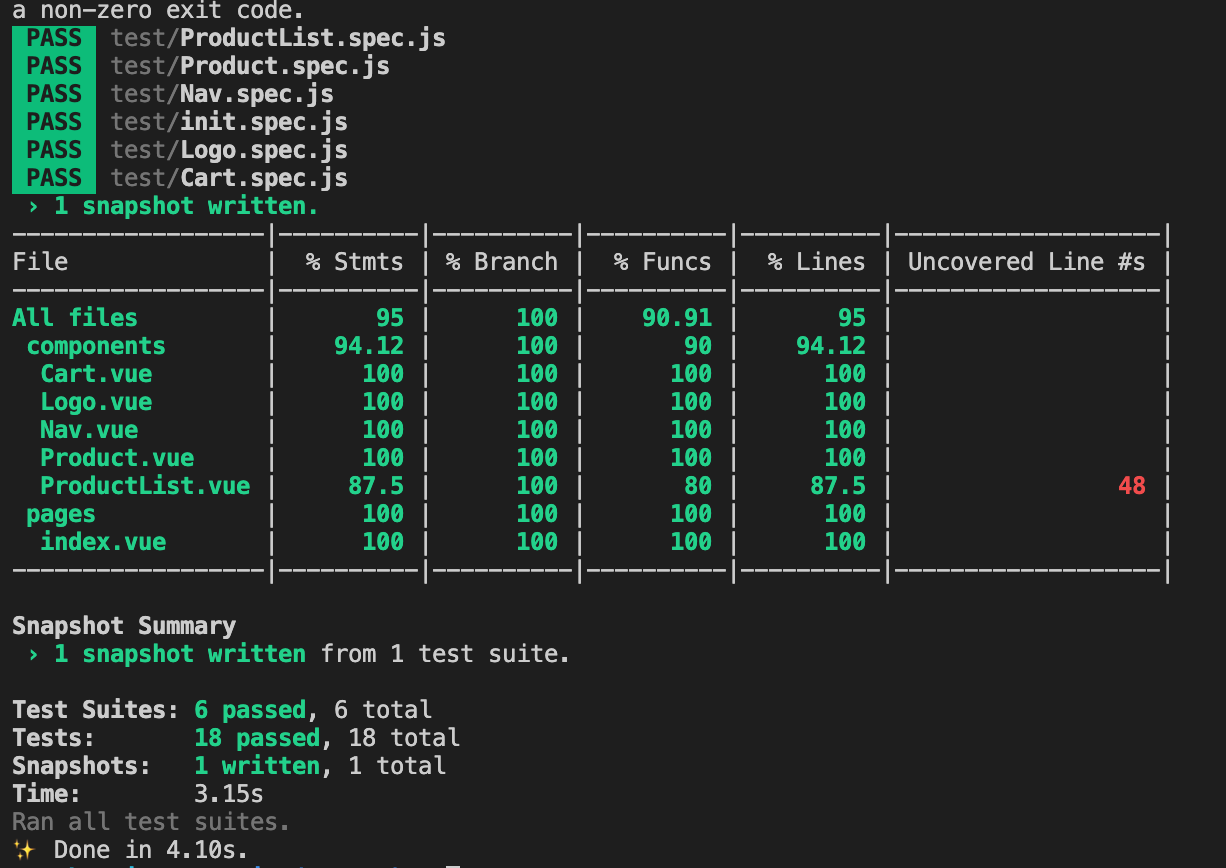 a non-zero exit code.
PASS test/ProductList.spec.js
PASS test/Product.spec.js
PASS test/Nav.spec.js
PASS test/init.spec.js
PASS test/Logo.spec.js
PASS test/Cart.spec.js
› 1 snapshot written.
File | % Stmts | % Branch | % Funcs | % Lines | Uncovered Line #s |
All files | 95 | 100 | 90.91 | 95 | |
components | 94.12 | 100 | 90 | 94.12 | |
Cart.vue | 100 | 100 | 100 | 100 | |
Logo.vue | 100 | 100 | 100 | 100 | |
Nav.vue | 100 | 100 | 100 | 100 | |
Product.vue | 100 | 100 | 100 | 100 | |
ProductList.vue | 87.5 | 100 | 80 | 87.5 | 48 |
pages | 100 | 100 | 100 | 100 | |
index.vue | 100 | 100 | 100 | 100 | |
Snapshot Summary
› 1 snapshot written from 1 test suite.
Test Suites: 6 passed, 6 total
Tests: 18 passed, 18 total
Snapshots: 1 written, 1 total
Time: 3.15s
Ran all test suites.
✨ Done in 4.10s.